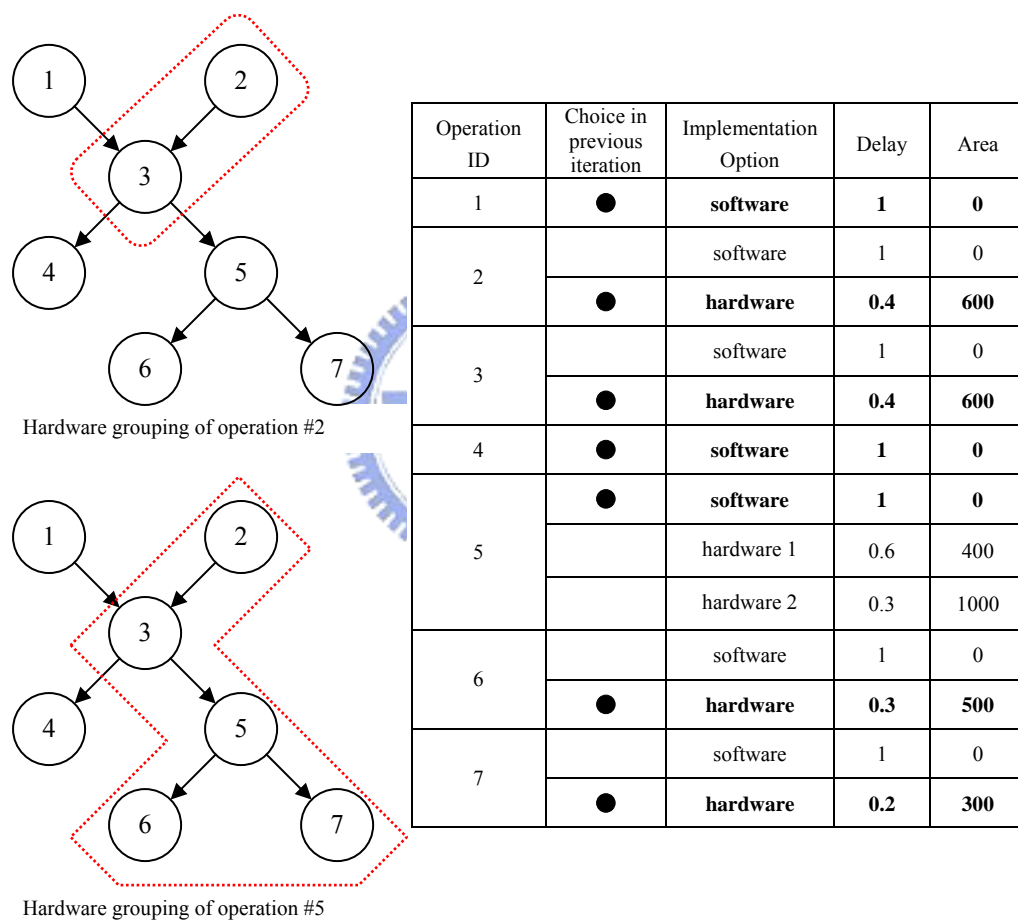 1
2
3
4
5
6
7
Hardware grouping of operation #2
1
2
3
4
5
6
7
Hardware grouping of operation #5
Operation ID | Choice in previous iteration | Implementation Option | Delay | Area
1 | ● | software | 1 | 0
2 | | software | 1 | 0
● | hardware | 0.4 | 600
3 | | software | 1 | 0
● | hardware | 0.4 | 600
4 | ● | software | 1 | 0
5 | ● | software | 1 | 0
hardware 1 | 0.6 | 400
hardware 2 | 0.3 | 1000
6 | | software | 1 | 0
● | hardware | 0.3 | 500
7 | | software | 1 | 0
● | hardware | 0.2 | 300